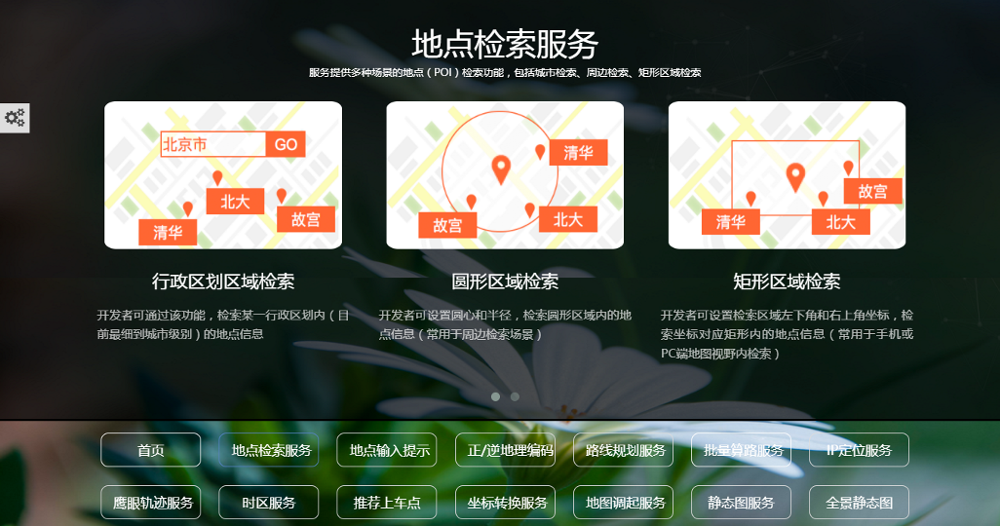 地点检索服务
服务提供多种场景的地点（POI）检索功能，包括城市检索、周边检索、矩形区域检索
北京市 GO
北大
故宫
清华
清华
故宫
北大
故宫
清华
北大
行政区划区域检索
开发者可通过该功能，检索某一行政区划内（目
前最细到城市级别）的地点信息
圆形区域检索
开发者可设置圆心和半径，检索圆形区域内的地
点信息（常用于周边检索场景）
矩形区域检索
开发者可设置检索区域左下角和右上角坐标，检
索坐标对应矩形内的地点信息（常用于手机或
PC端地图视野内检索）
首页 地点检索服务 地点输入提示 正/逆地理编码 路线规划服务 批量算路服务 IP定位服务
鹰眼轨迹服务 时区服务 推荐上车点 坐标转换服务 地图调起服务 静态图服务 全景静态图